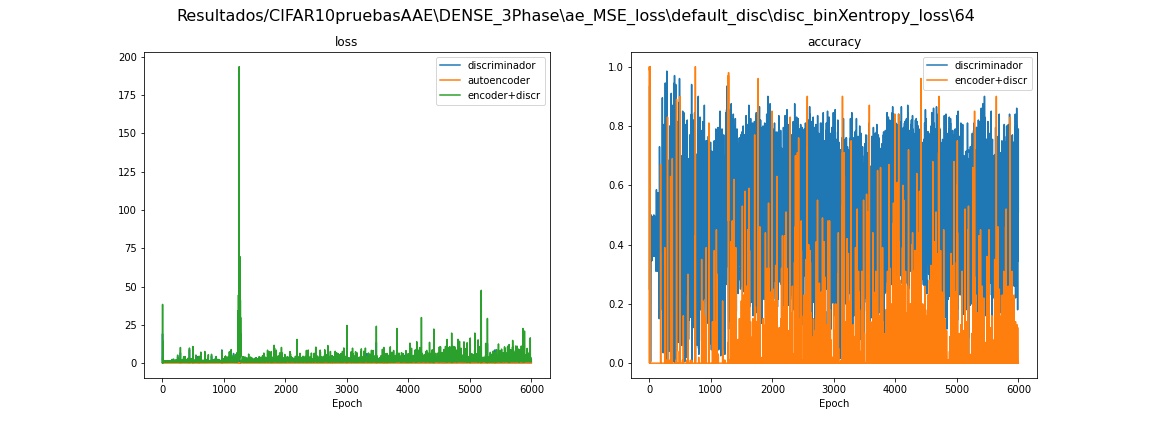 Resultados/CIFAR10pruebasAAE\DENSE_3Phase\ae_MSE_loss\default_disc\disc_binXentropy_loss\64
loss
200
175
150
125
100
75
50
25
0
0 1000 2000 3000 4000 5000 6000
Epoch
discriminador
autoencoder
encoder+discr
accuracy
1.0
0.8
0.6
0.4
0.2
0.0
0 1000 2000 3000 4000 5000 6000
Epoch
discriminador
encoder+discr